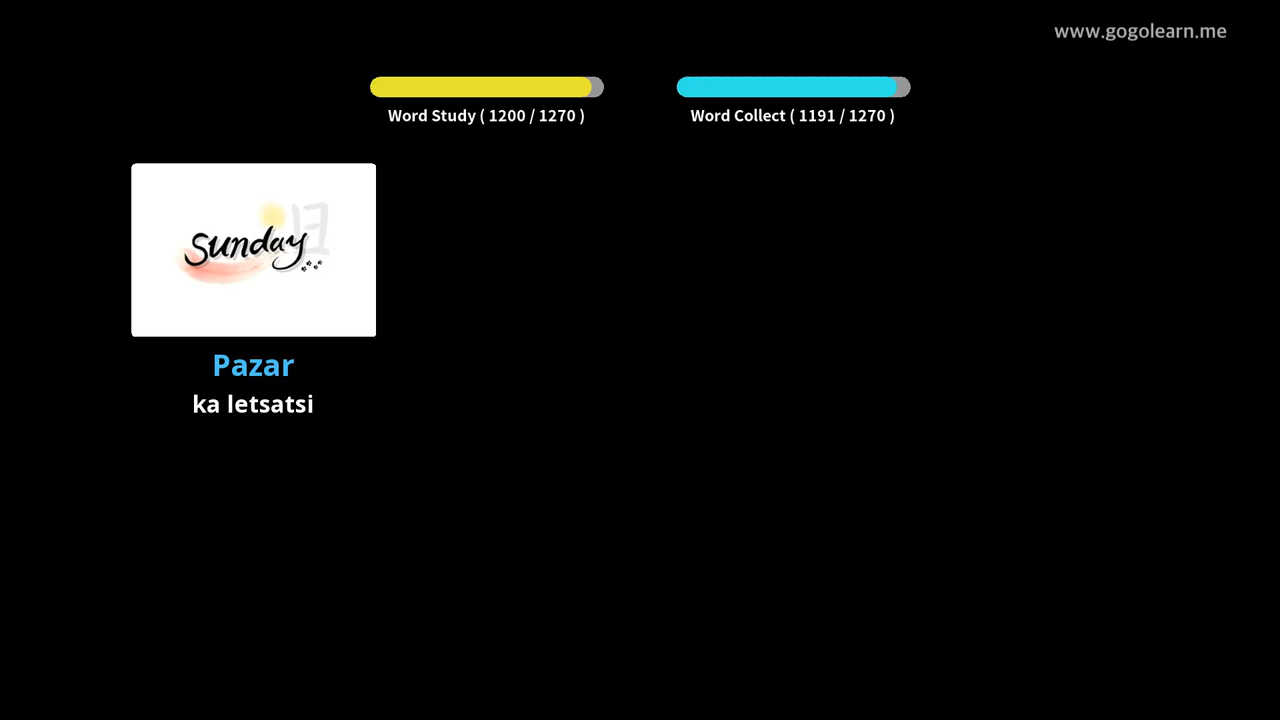 www.gogolearn.me
Word Study ( 1200 / 1270 )
Word Collect ( 1191 / 1270 )
Sunday
Pazar
ka letsatsi